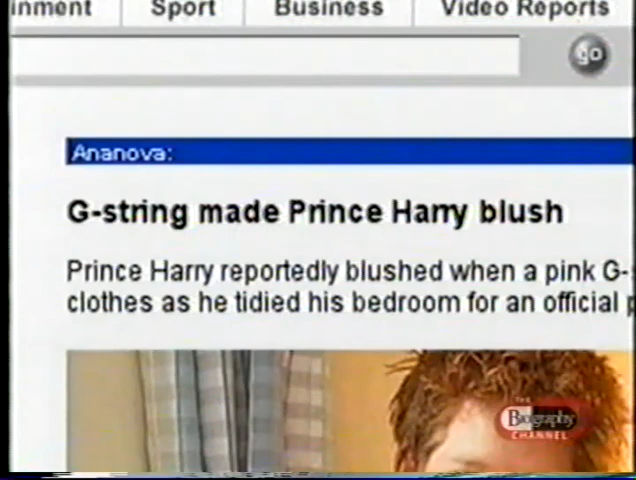 inment Sport Business Video Reports
go
Ananova:
G-string made Prince Harry blush
Prince Harry reportedly blushed when a pink G-
clothes as he tidied his bedroom for an official p
THE
Biography
CHANNEL